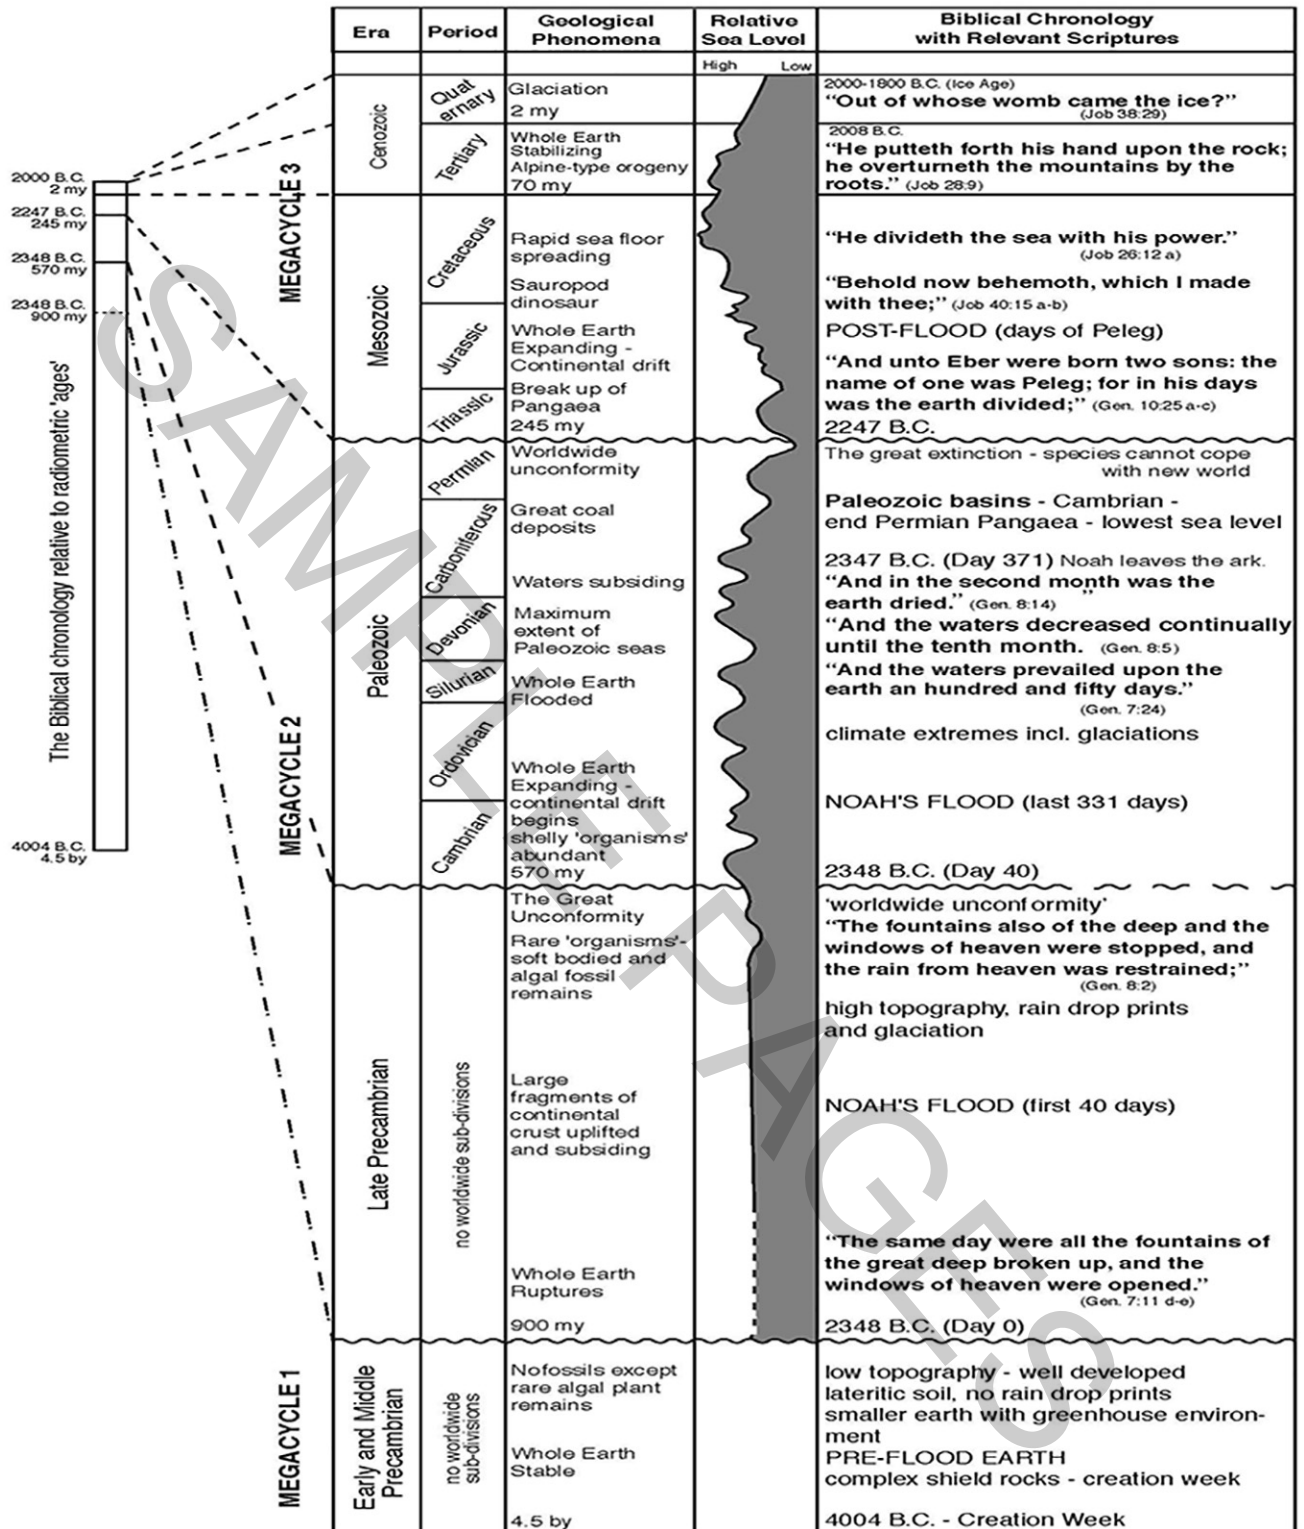 Era
Period
Geological
Phenomena
Relative
Sea Level
Biblical Chronology
with Relevant Scriptures
High
Low
The Biblical chronology relative to radiometric 'ages'
2000 B.C.
2 my
2247 B.C.
245 my
2348 B.C.
570 my
2348 B.C.
900 my
4004 B.C.
4.5 by
MEGACYCLE 3
MEGACYCLE 2
MEGACYCLE 1
Cenozoic
Quat
ernary
Glaciation
2 my
2000-1800 B.C. (Ice Age)
“Out of whose womb came the ice?”
(Job 38:29)
Tertiary
Whole Earth
Stabilizing
Alpine-type orogeny
70 my
2008 B.C.
“He putteth forth his hand upon the rock;
he overturneth the mountains by the
roots.” (Job 28:9)
Mesozoic
Cretaceous
Rapid sea floor
spreading
Sauropod
dinosaur
“He divideth the sea with his power.”
(Job 26:12 a)
“Behold now behemoth, which I made
with thee;” (Job 40:15 a-b)
Jurassic
Whole Earth
Expanding -
Continental drift
POST-FLOOD (days of Peleg)
“And unto Eber were born two sons: the
name of one was Peleg; for in his days
was the earth divided;” (Gen. 10:25 a-c)
2247 B.C.
Triassic
Break up of
Pangaea
245 my
Paleozoic
Permian
Worldwide
unconformity
The great extinction - species cannot cope
with new world
Carboniferous
Great coal
deposits
Waters subsiding
Paleozoic basins - Cambrian -
end Permian Pangaea - lowest sea level
2347 B.C. (Day 371) Noah leaves the ark.
“And in the second month was the ”
earth dried.” (Gen. 8:14)
Devonian
Maximum
extent of
Paleozoic seas
“And the waters decreased continually
until the tenth month. (Gen. 8:5)
Silurian
Whole Earth
Flooded
“And the waters prevailed upon the
earth an hundred and fifty days.”
(Gen. 7:24)
climate extremes incl. glaciations
Ordovician
Whole Earth
Expanding -
continental drift
begins
shelly 'organisms'
abundant
570 my
Cambrian
NOAH'S FLOOD (last 331 days)
2348 B.C. (Day 40)
Late Precambrian
no worldwide sub-divisions
The Great
Unconformity
Rare 'organisms'-
soft bodied and
algal fossil
remains
Large
fragments of
continental
crust uplifted
and subsiding
Whole Earth
Ruptures
900 my
'worldwide unconformity'
“The fountains also of the deep and the
windows of heaven were stopped, and
the rain from heaven was restrained;”
(Gen. 8:2)
high topography, rain drop prints
and glaciation
NOAH'S FLOOD (first 40 days)
“The same day were all the fountains of
the great deep broken up, and the
windows of heaven were opened.”
(Gen. 7:11 d-e)
2348 B.C. (Day 0)
Early and Middle
Precambrian
no worldwide
sub-divisions
Nofossils except
rare algal plant
remains
Whole Earth
Stable
4.5 by
low topography - well developed
lateritic soil, no rain drop prints
smaller earth with greenhouse environ-
ment
PRE-FLOOD EARTH
complex shield rocks - creation week
4004 B.C. - Creation Week
SAMPLE PAGES